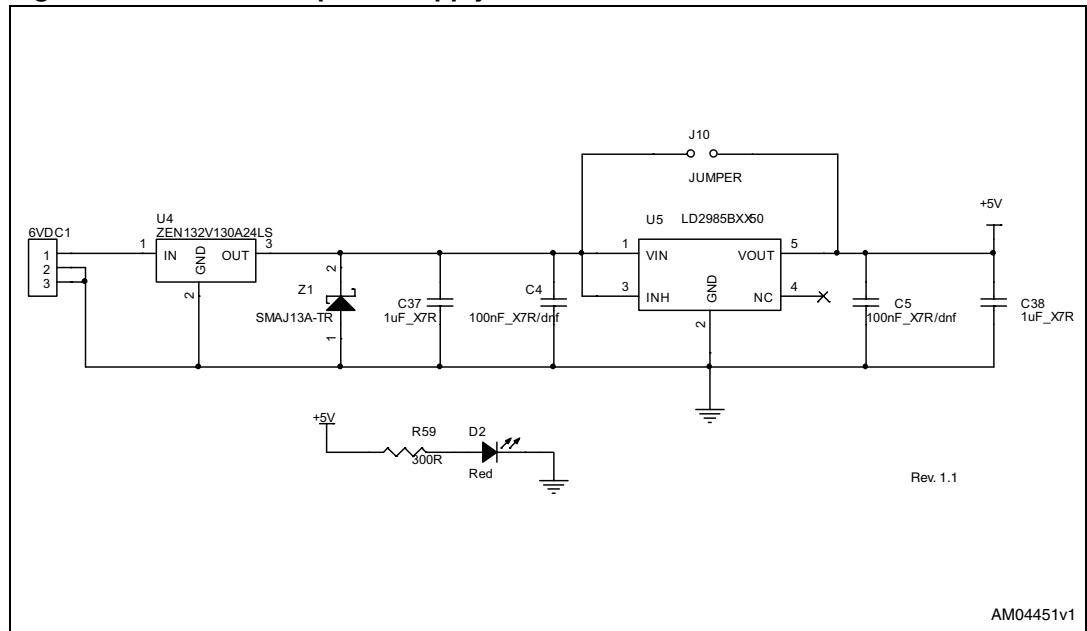 J10
JUMPER
+5V
U4
ZEN132V130A24LS
U5 LD2985BXX50
6VDC1
1
2
3
1 IN GND OUT 3
2
1 VIN VOUT 5
3 INH GND NC 4
2
2
Z1
SMAJ13A-TR
1
C37
1uF_X7R
C4
100nF_X7R/dnf
C5
100nF_X7R/dnf
C38
1uF_X7R
+5V
R59
300R
D2
Red
Rev. 1.1
AM04451v1